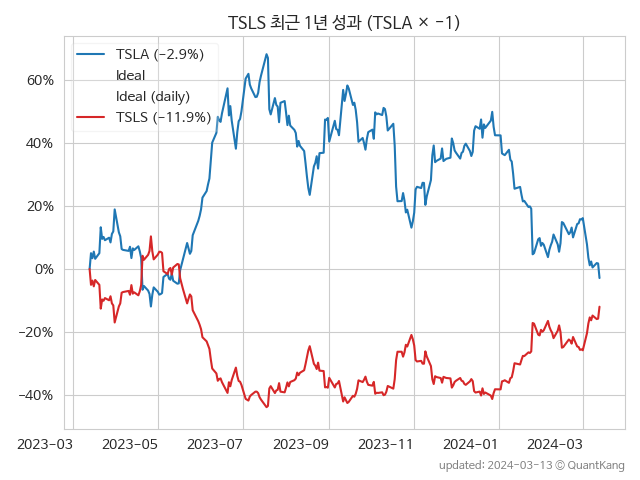 TSLS 최근 1년 성과 (TSLA × −1)
TSLA (−2.9%)
Ideal
Ideal (daily)
TSLS (−11.9%)
60%
40%
20%
0%
−20%
−40%
2023-03
2023-05
2023-07
2023-09
2023-11
2024-01
2024-03
updated: 2024-03-13 © QuantKang